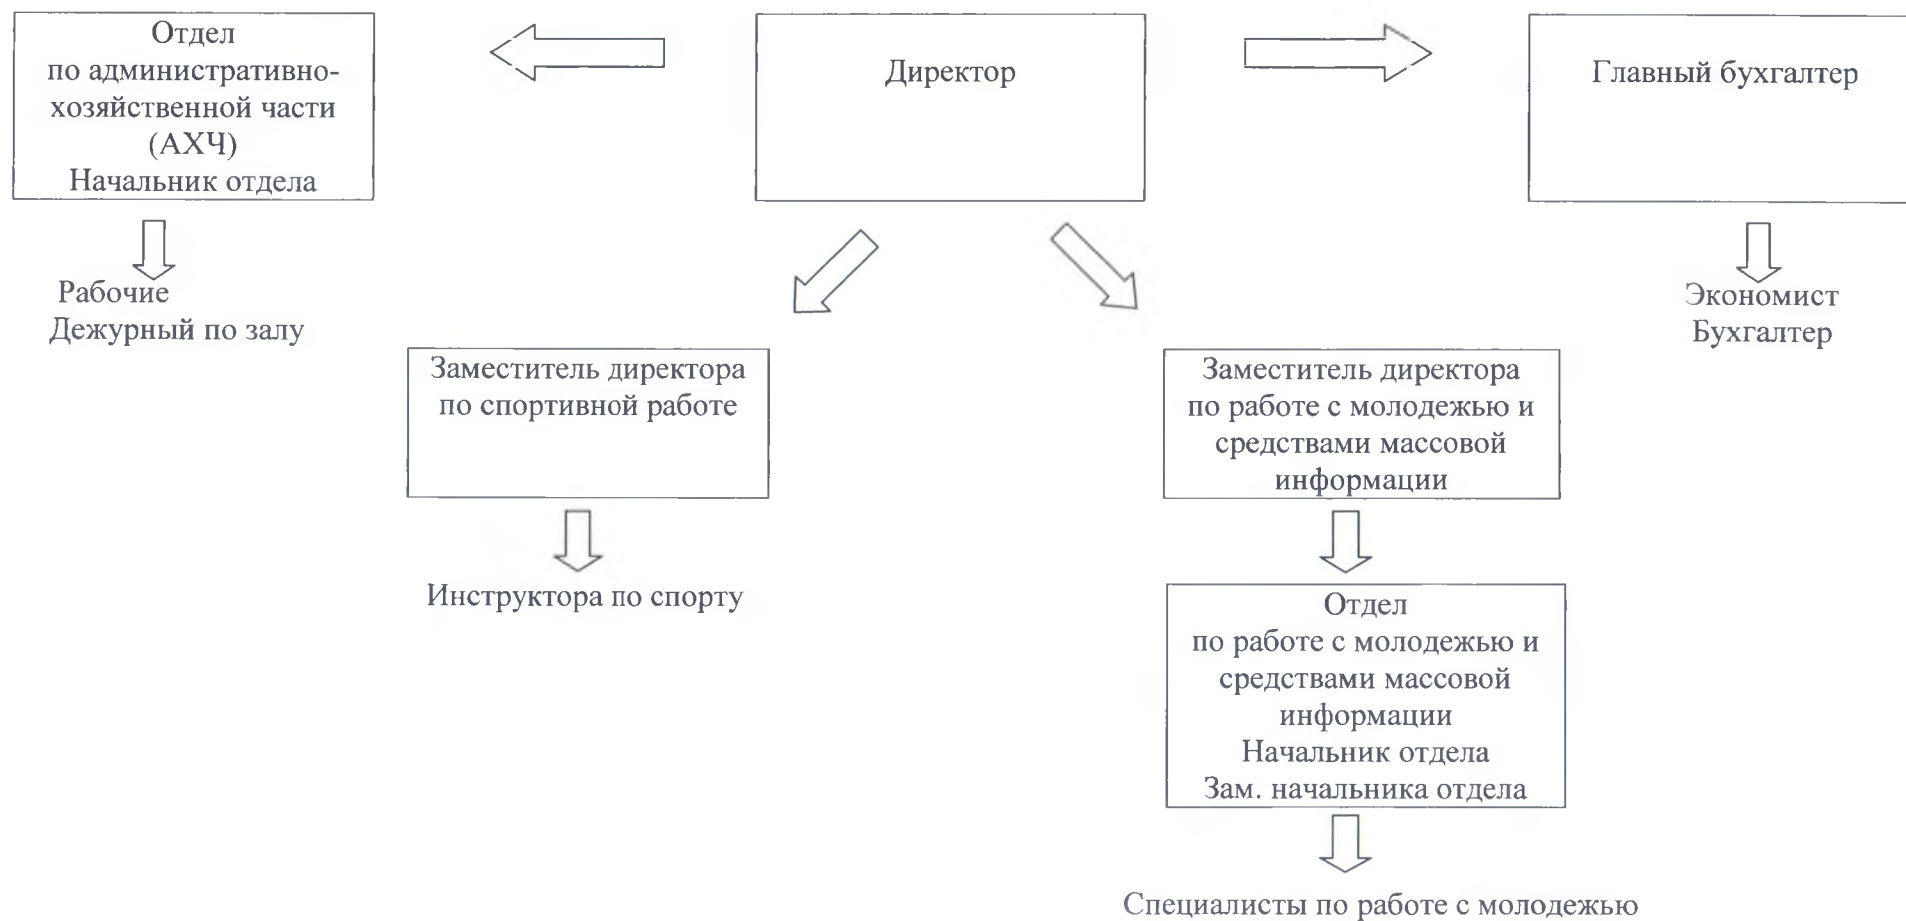 Отдел
по административно-
хозяйственной части
(АХЧ)
Начальник отдела
Директор
Главный бухгалтер
Рабочие
Дежурный по залу
Экономист
Бухгалтер
Заместитель директора
по спортивной работе
Заместитель директора
по работе с молодежью и
средствами массовой
информации
Инструктора по спорту
Отдел
по работе с молодежью и
средствами массовой
информации
Начальник отдела
Зам. начальника отдела
Специалисты по работе с молодежью